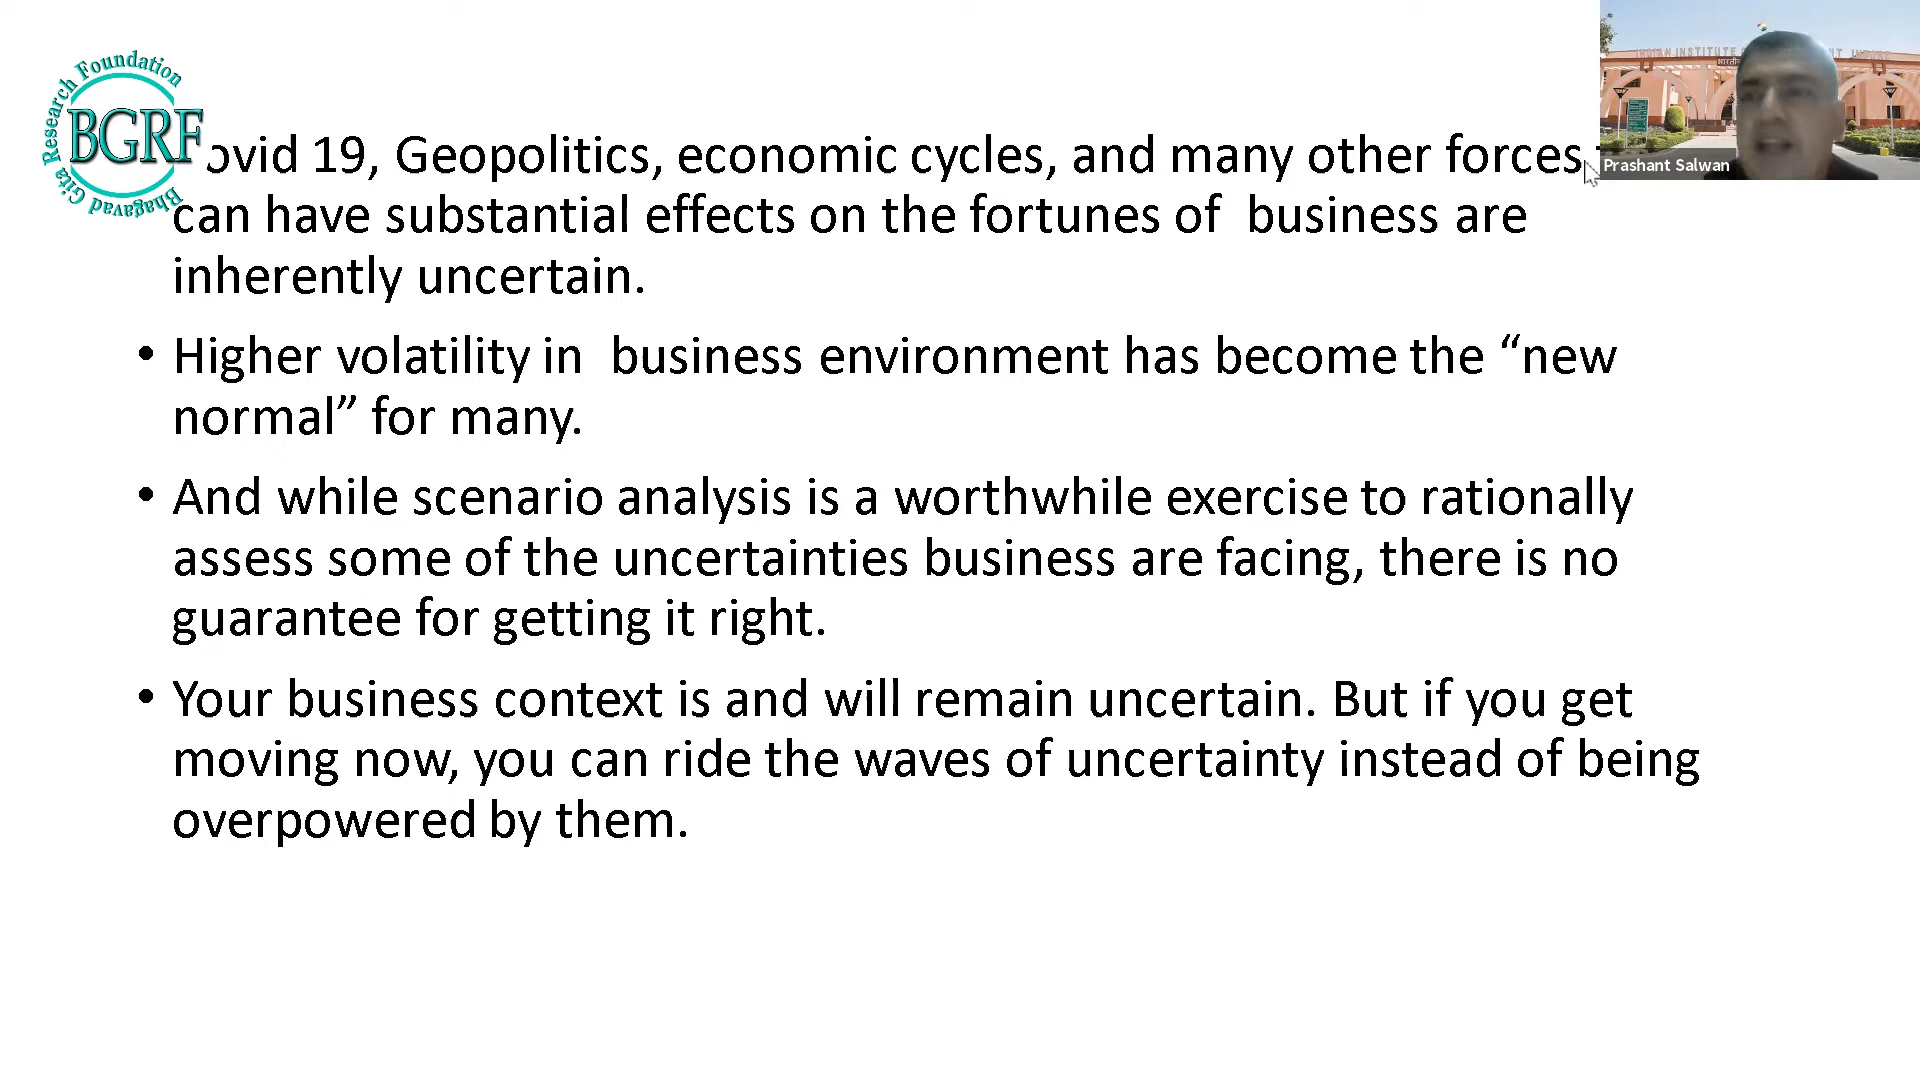 Bhagavad Gita Research Foundation
BGRF
ovid 19, Geopolitics, economic cycles, and many other forces
can have substantial effects on the fortunes of business are
inherently uncertain.
• Higher volatility in business environment has become the “new
normal” for many.
• And while scenario analysis is a worthwhile exercise to rationally
assess some of the uncertainties business are facing, there is no
guarantee for getting it right.
• Your business context is and will remain uncertain. But if you get
moving now, you can ride the waves of uncertainty instead of being
overpowered by them.
INDIAN INSTITUTE
Prashant Salwan